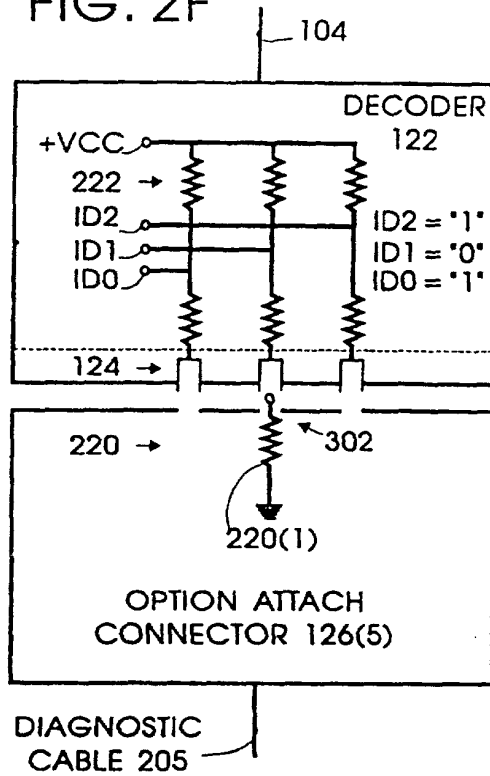 FIG. 2F
104
DECODER
122
+VCC
222
ID2
ID1
ID0
ID2 = "1"
ID1 = "0"
ID0 = "1"
124
220
302
220(1)
OPTION ATTACH
CONNECTOR 126(5)
DIAGNOSTIC
CABLE 205